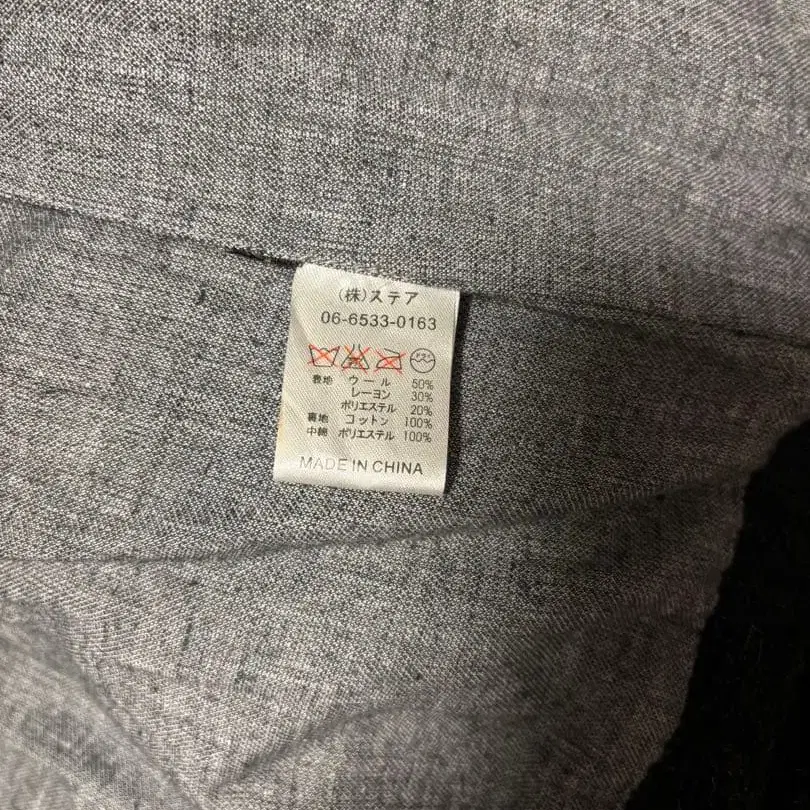 (株)ステア
06-6533-0163
表地 ウール 50%
レーヨン 30%
ポリエステル 20%
裏地 コットン 100%
中綿 ポリエステル 100%
MADE IN CHINA